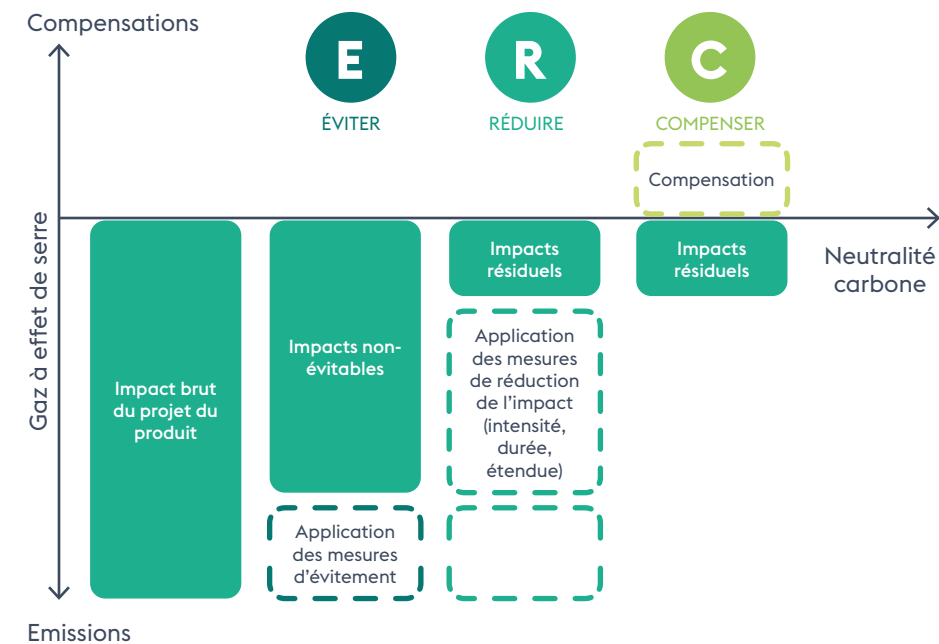 Compensations
E
R
C
ÉVITER
RÉDUIRE
COMPENSER
Compensation
Gaz à effet de serre
Impact brut
du projet du
produit
Impacts non-
évitables
Application
des mesures
d’évitement
Impacts
résiduels
Application
des mesures
de réduction
de l’impact
(intensité,
durée,
étendue)
Impacts
résiduels
Neutralité
carbone
Emissions